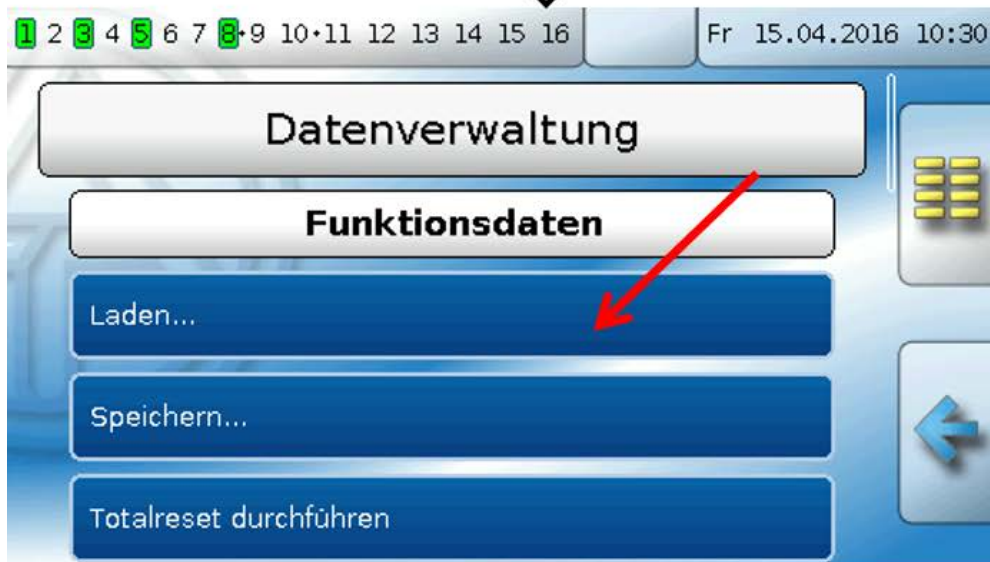 1 2 3 4 5 6 7 8·9 10·11 12 13 14 15 16 Fr 15.04.2016 10:30
Datenverwaltung
Funktionsdaten
Laden...
Speichern...
Totalreset durchführen